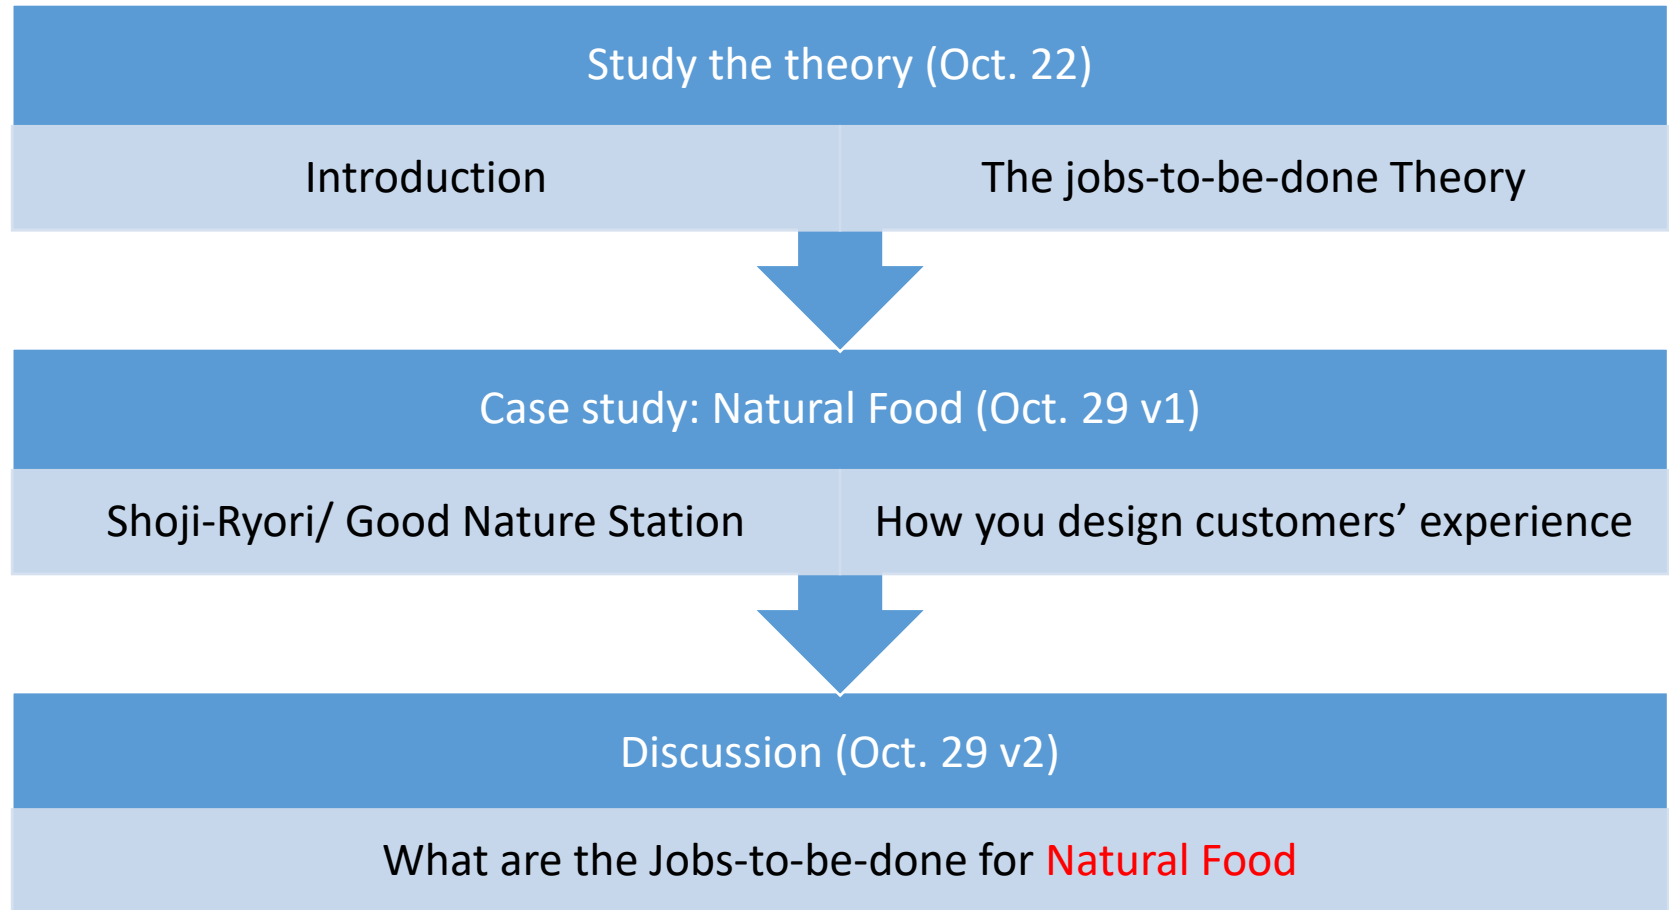 Study the theory (Oct. 22)
Introduction
The jobs-to-be-done Theory
Case study: Natural Food (Oct. 29 v1)
Shoji-Ryori/ Good Nature Station
How you design customers’ experience
Discussion (Oct. 29 v2)
What are the Jobs-to-be-done for Natural Food